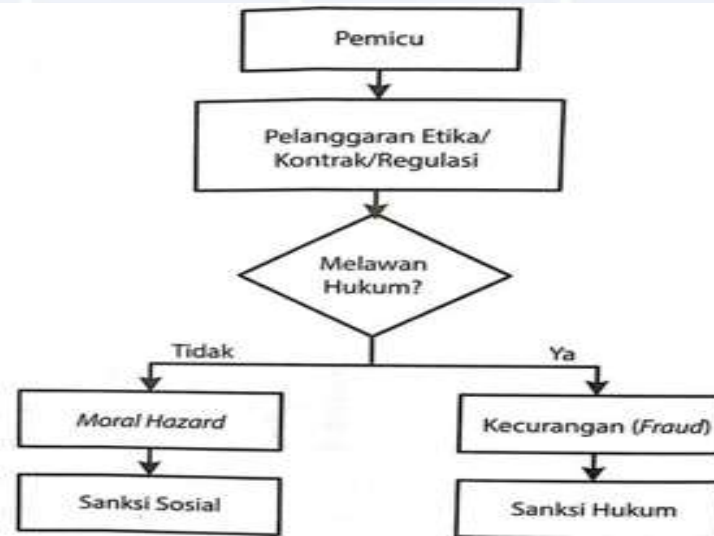 Pemicu
Pelanggaran Etika/
Kontrak/Regulasi
Melawan
Hukum?
Tidak
Ya
Moral Hazard
Kecurangan (Fraud)
Sanksi Sosial
Sanksi Hukum